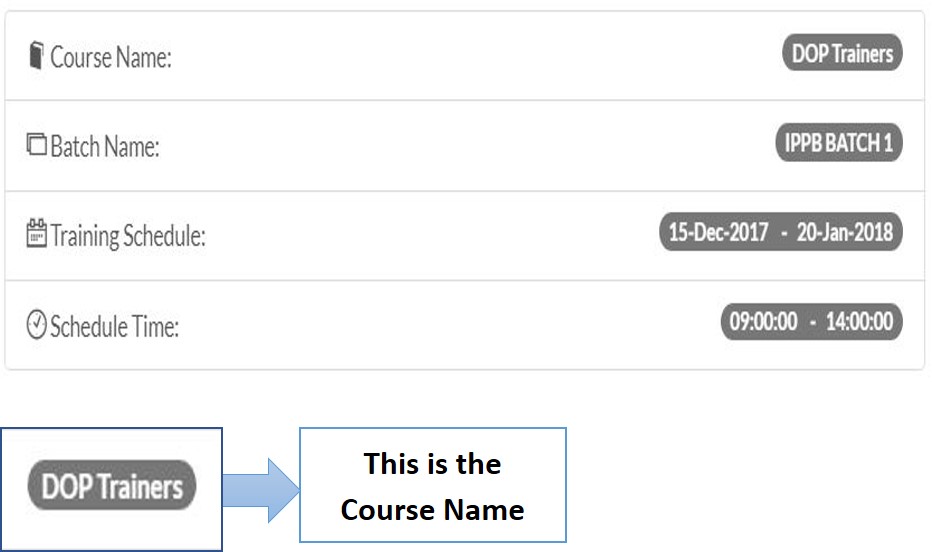 Course Name: DOP Trainers
Batch Name: IPPB BATCH 1
Training Schedule: 15-Dec-2017 - 20-Jan-2018
Schedule Time: 09:00:00 - 14:00:00
DOP Trainers
This is the
Course Name